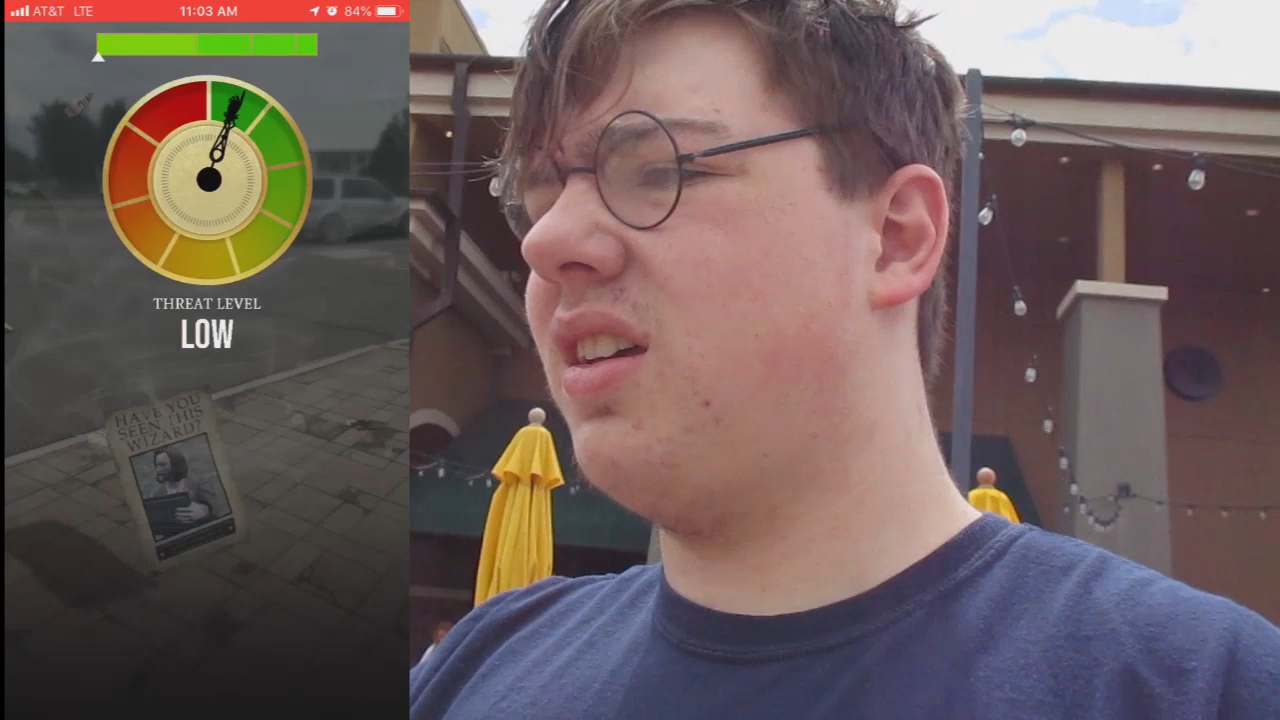 AT&T LTE 11:03 AM 84%
THREAT LEVEL
LOW
HAVE YOU
SEEN THIS
WIZARD?